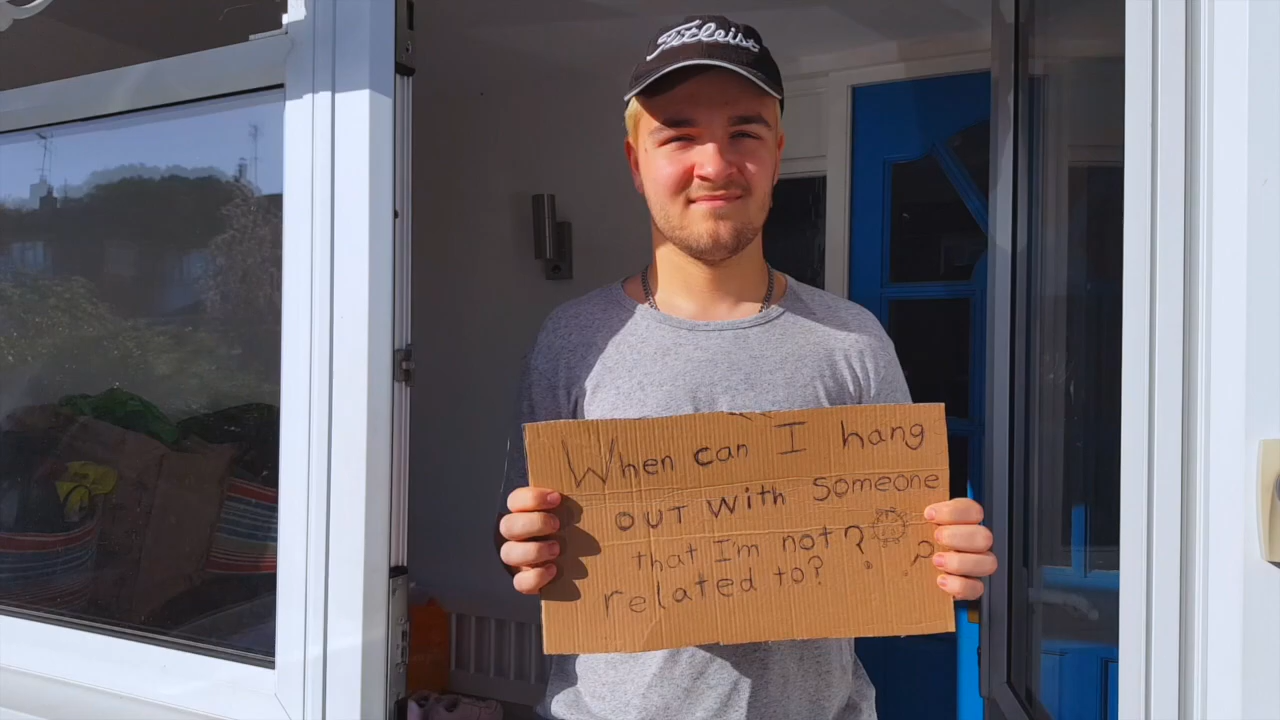 Titleist
When can I hang
OUT With Someone
that I'm not ? ?
related to?